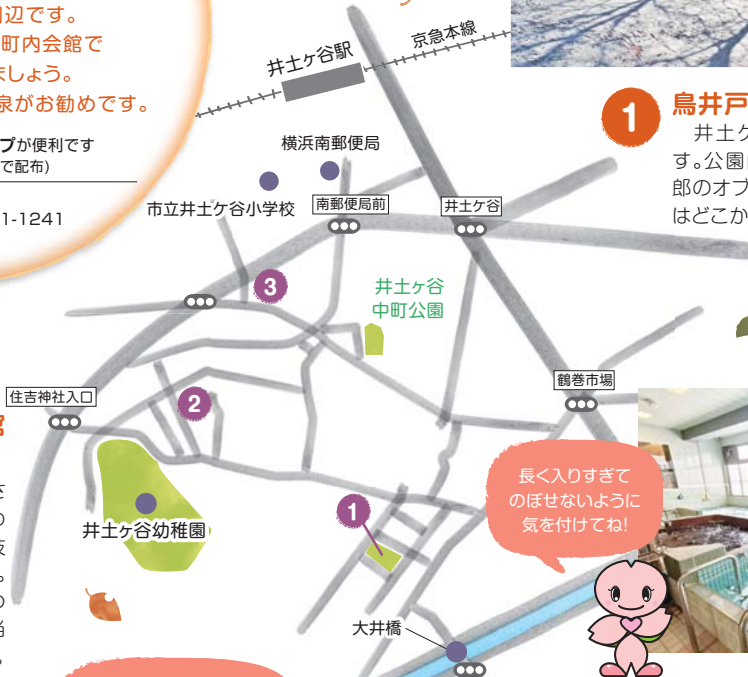 辺です。
町内会館で
ましょう。
泉がお勧めです。
プが便利です
で配布)
1-1241
井土ヶ谷駅
京急本線
横浜南郵便局
市立井土ケ谷小学校
南郵便局前
井土ケ谷
1
鳥井戸
井土ケ
す。公園
郎のオブ
はどこか
3
井土ヶ谷
中町公園
住吉神社入口
鶴巻市場
2
井土ヶ谷幼稚園
1
長く入りすぎて
のぼせないように
気を付けてね!
大井橋